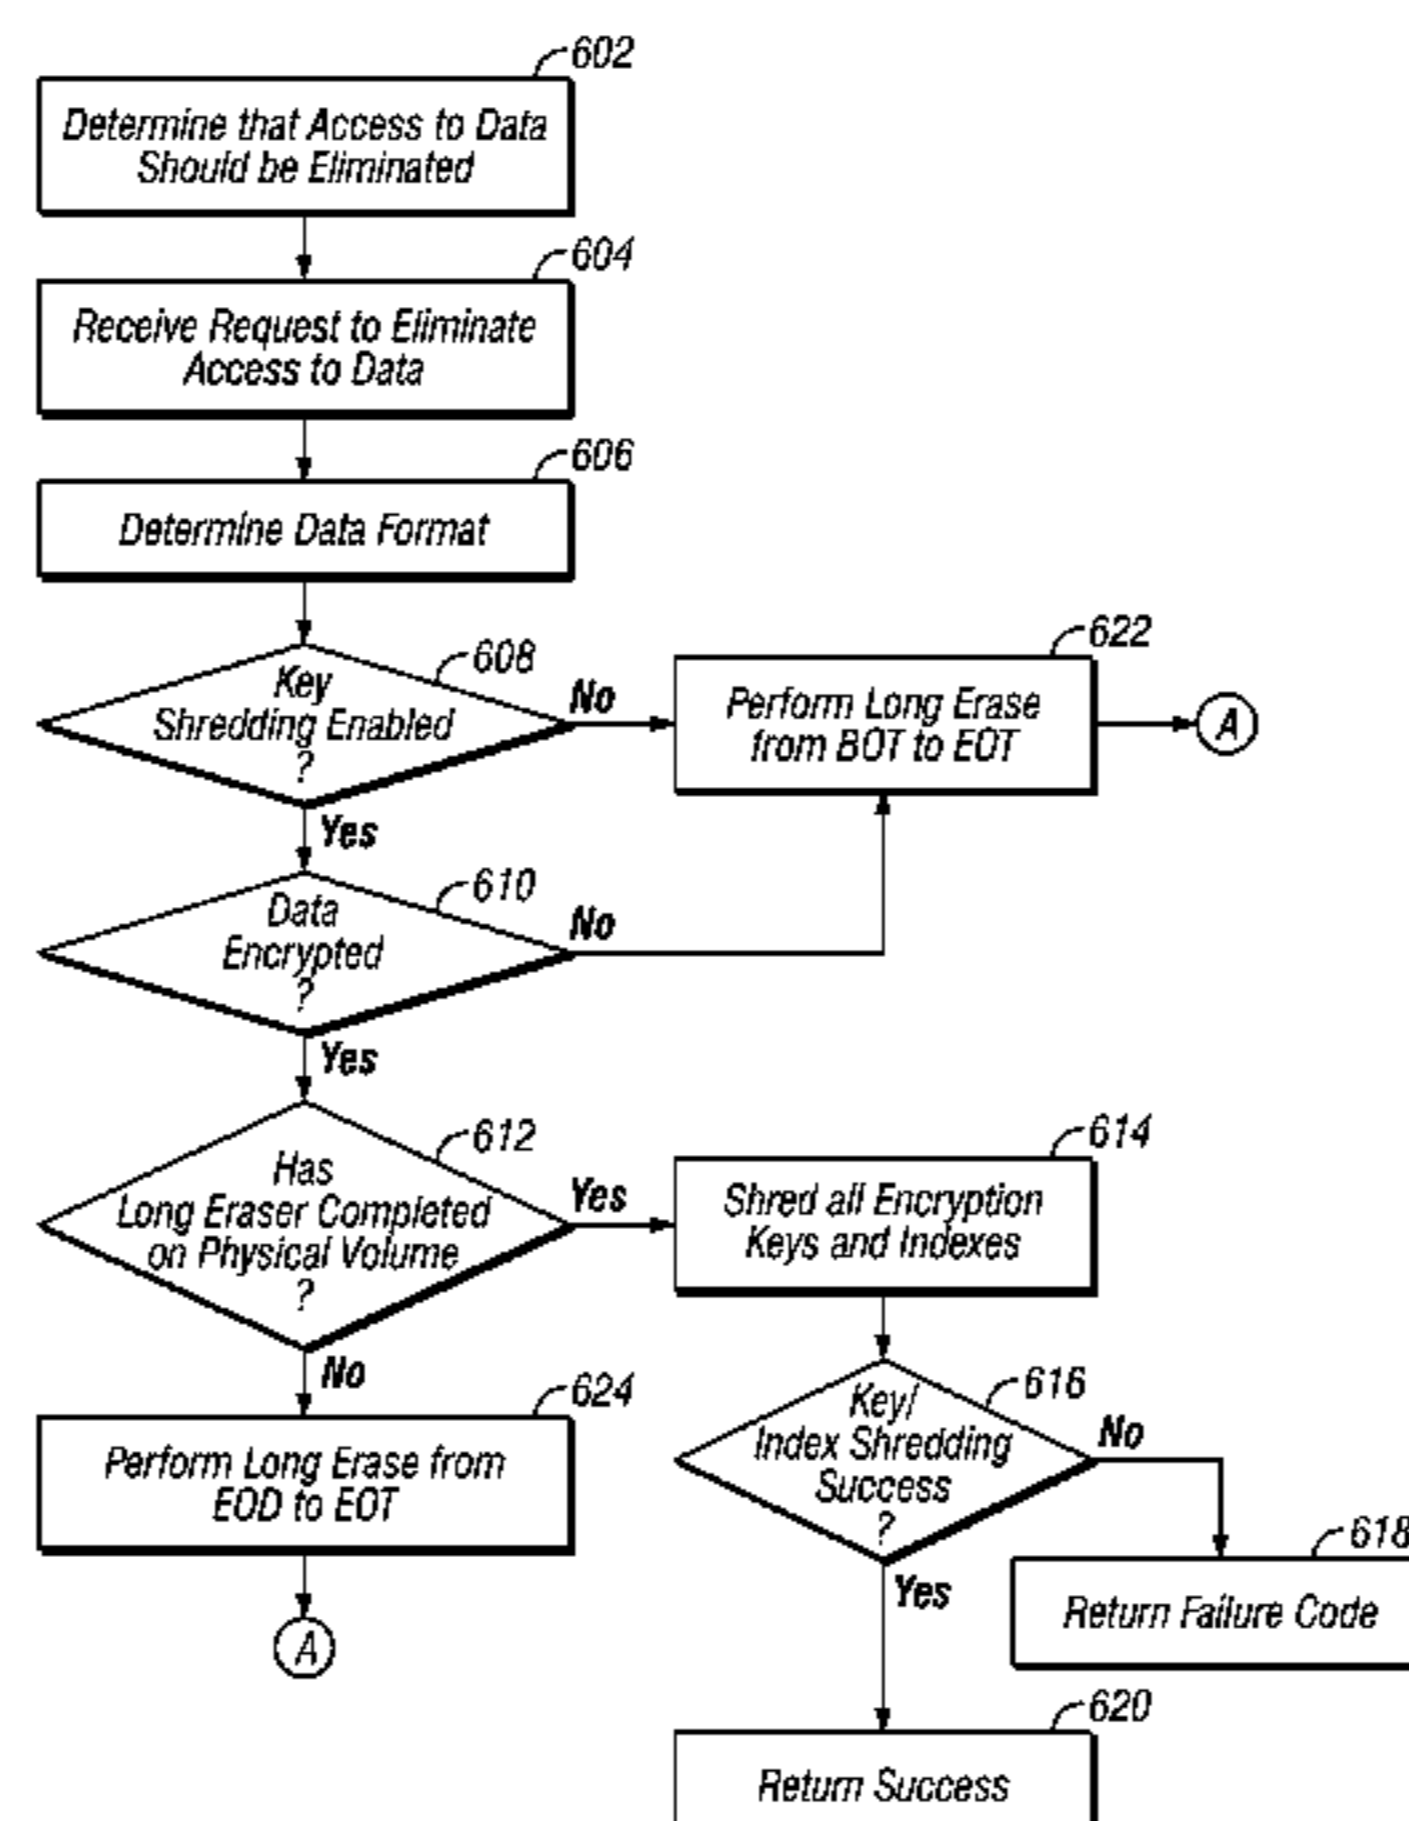 602
Determine that Access to Data
Should be Eliminated
604
Receive Request to Eliminate
Access to Data
606
Determine Data Format
608
Key
Shredding Enabled
?
No
Yes
622
Perform Long Erase
from BOT to EOT
A
610
Data
Encrypted
?
No
Yes
612
Has
Long Eraser Completed
on Physical Volume
?
Yes
No
614
Shred all Encryption
Keys and Indexes
616
Key/
Index Shredding
Success
?
No
Yes
624
Perform Long Erase from
EOD to EOT
A
618
Return Failure Code
620
Return Success